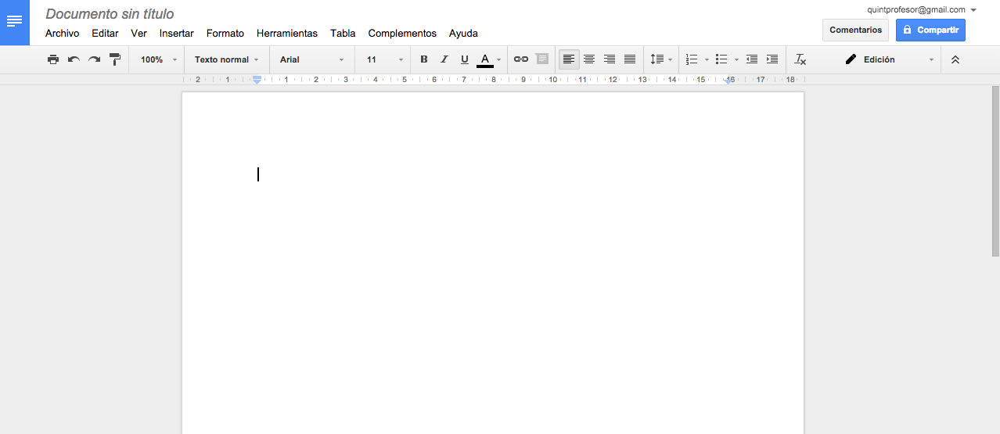 Documento sin título
quintprofesor@gmail.com
Archivo Editar Ver Insertar Formato Herramientas Tabla Complementos Ayuda
Comentarios Compartir
100% Texto normal Arial 11 B I U A Edición
2 1 1 2 3 4 5 6 7 8 9 10 11 12 13 14 15 16 17 18